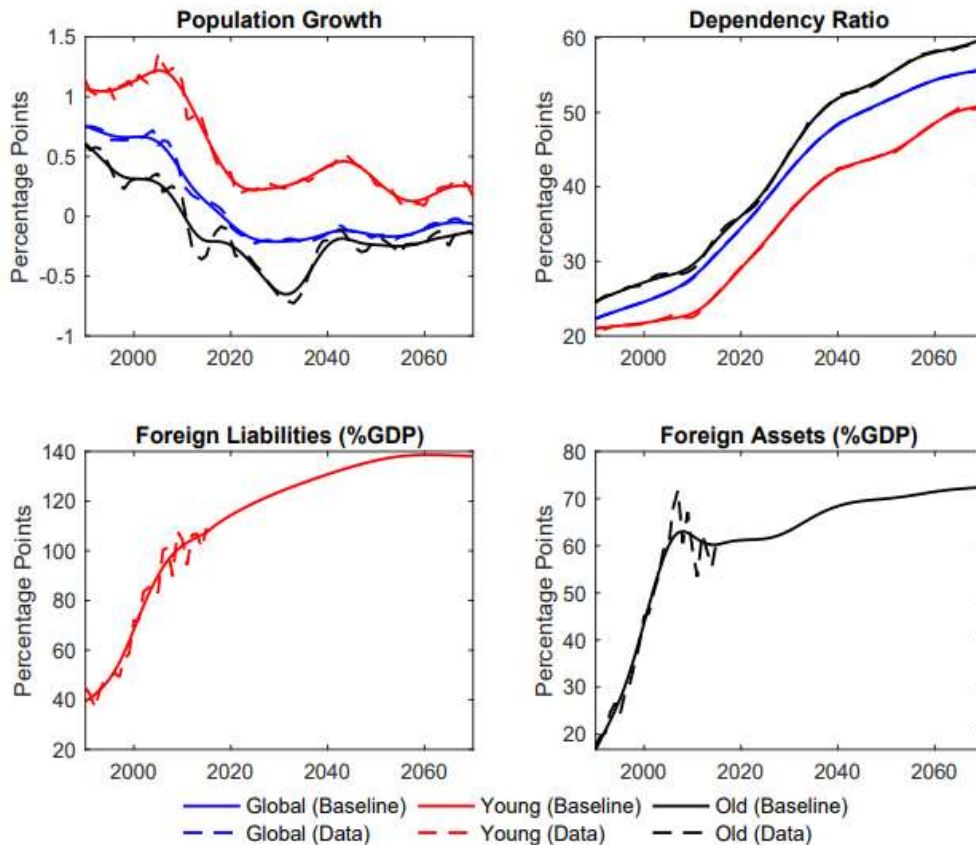 Population Growth
Dependency Ratio
1.5
1
0.5
0
-0.5
-1
Percentage Points
2000 2020 2040 2060
60
50
40
30
20
Percentage Points
2000 2020 2040 2060
Foreign Liabilities (%GDP)
Foreign Assets (%GDP)
140
120
100
80
60
40
20
Percentage Points
2000 2020 2040 2060
80
70
60
50
40
30
20
Percentage Points
2000 2020 2040 2060
Global (Baseline) Young (Baseline) Old (Baseline)
Global (Data) Young (Data) Old (Data)